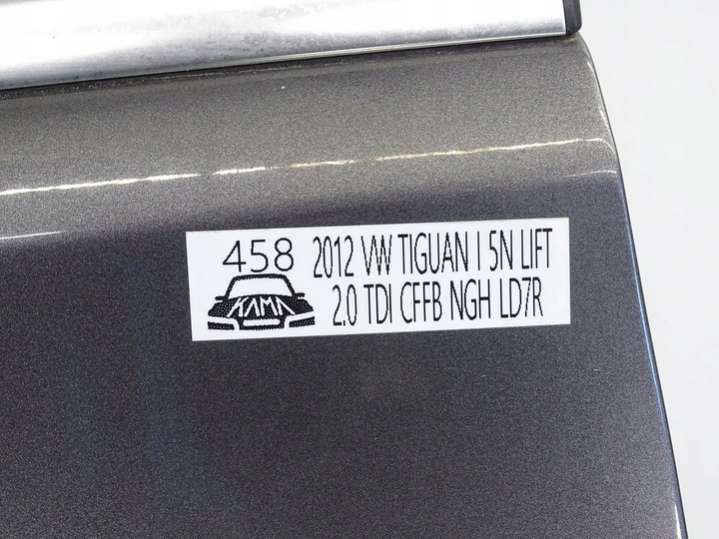 458 2012 VW TIGUAN I 5N LIFT
KAMA 2.0 TDI CFFB NGH LD7R